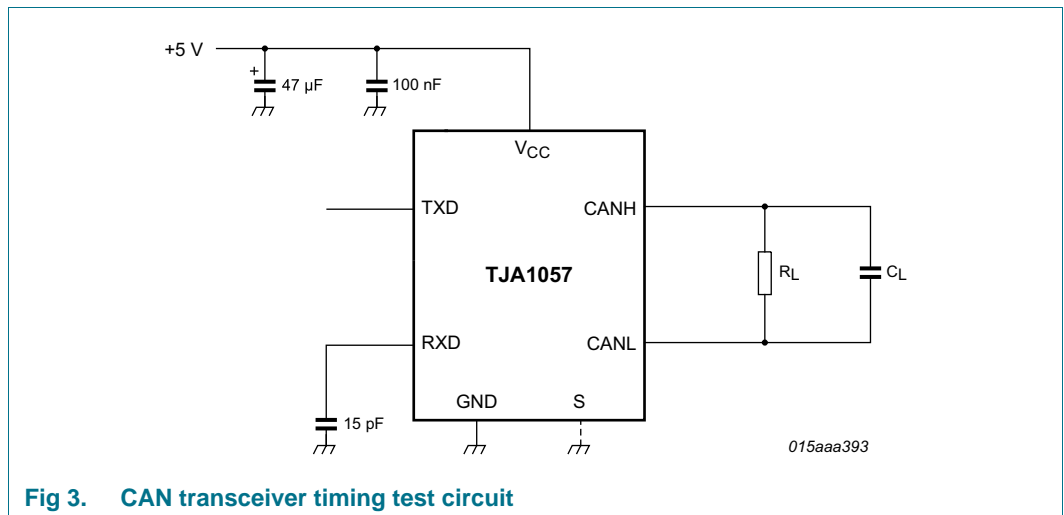 +5 V
+
47 µF
100 nF
VCC
TXD
CANH
TJA1057
RL
CL
RXD
CANL
15 pF
GND
S
015aaa393
Fig 3. CAN transceiver timing test circuit